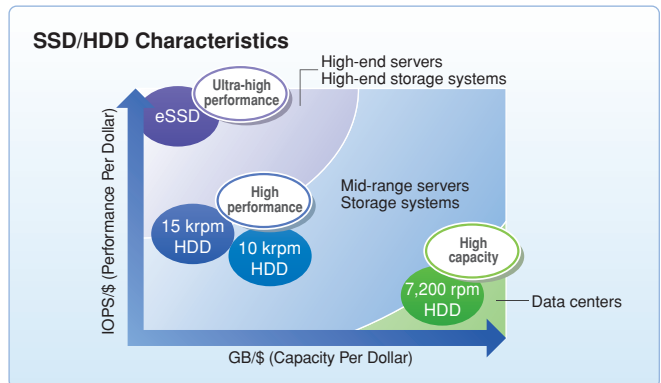 SSD/HDD Characteristics
High-end servers
High-end storage systems
Ultra-high
performance
eSSD
IOPS/$ (Performance Per Dollar)
High
performance
Mid-range servers
Storage systems
15 krpm
HDD
10 krpm
HDD
High
capacity
7,200 rpm
HDD
Data centers
GB/$ (Capacity Per Dollar)